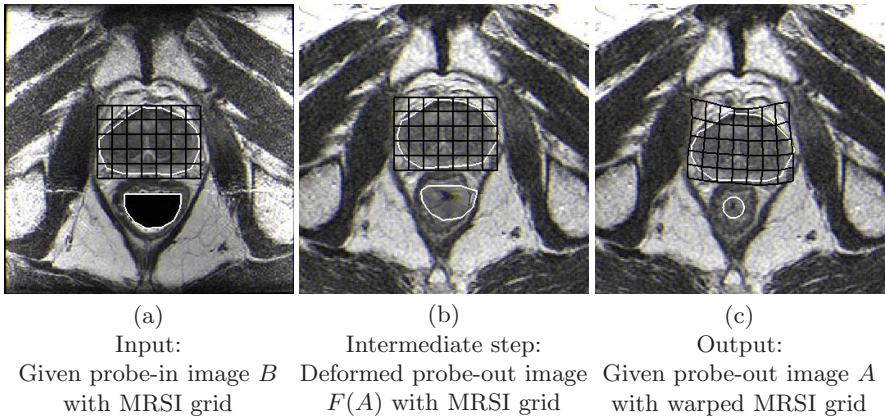 (a)
Input:
Given probe-in image B
with MRSI grid
(b)
Intermediate step:
Deformed probe-out image
F(A) with MRSI grid
(c)
Output:
Given probe-out image A
with warped MRSI grid